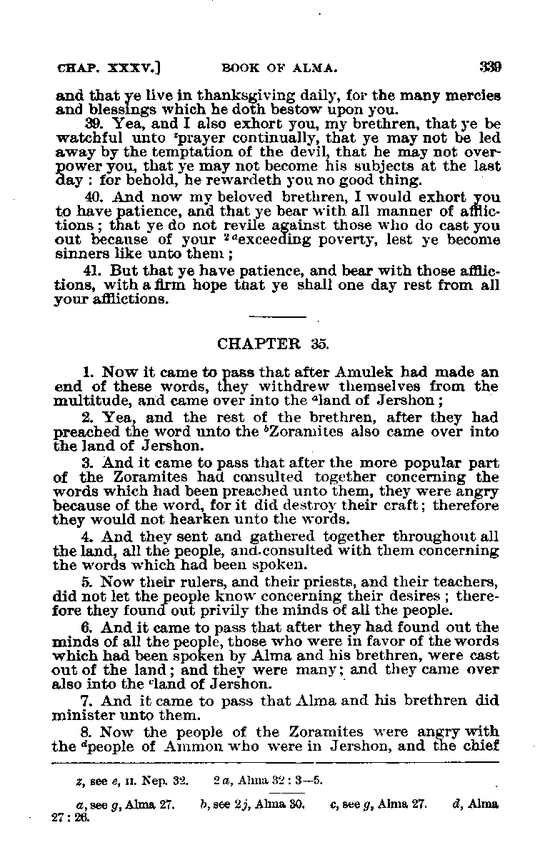 CHAP. XXXV.] BOOK OF ALMA. 339
and that ye live in thanksgiving daily, for the many mercies
and blessings which he doth bestow upon you.
39. Yea, and I also exhort you, my brethren, that ye be
watchful unto ᶻprayer continually, that ye may not be led
away by the temptation of the devil, that he may not over-
power you, that ye may not become his subjects at the last
day : for behold, he rewardeth you no good thing.
40. And now my beloved brethren, I would exhort you
to have patience, and that ye bear with all manner of afflic-
tions ; that ye do not revile against those who do cast you
out because of your ²ᵃexceeding poverty, lest ye become
sinners like unto them ;
41. But that ye have patience, and bear with those afflic-
tions, with a firm hope that ye shall one day rest from all
your afflictions.
CHAPTER 35.
1. Now it came to pass that after Amulek had made an
end of these words, they withdrew themselves from the
multitude, and came over into the ᵃland of Jershon ;
2. Yea, and the rest of the brethren, after they had
preached the word unto the ᵇZoramites also came over into
the land of Jershon.
3. And it came to pass that after the more popular part
of the Zoramites had consulted together concerning the
words which had been preached unto them, they were angry
because of the word, for it did destroy their craft ; therefore
they would not hearken unto the words.
4. And they sent and gathered together throughout all
the land, all the people, and consulted with them concerning
the words which had been spoken.
5. Now their rulers, and their priests, and their teachers,
did not let the people know concerning their desires ; there-
fore they found out privily the minds of all the people.
6. And it came to pass that after they had found out the
minds of all the people, those who were in favor of the words
which had been spoken by Alma and his brethren, were cast
out of the land ; and they were many ; and they came over
also into the ᶜland of Jershon.
7. And it came to pass that Alma and his brethren did
minister unto them.
8. Now the people of the Zoramites were angry with
the ᵈpeople of Ammon who were in Jershon, and the chief
z, see e, II. Nep. 32. 2 a, Alma 32 : 3—5.
a, see g, Alma 27. b, see 2 j, Alma 30. c, see g, Alma 27. d, Alma
27 : 26.